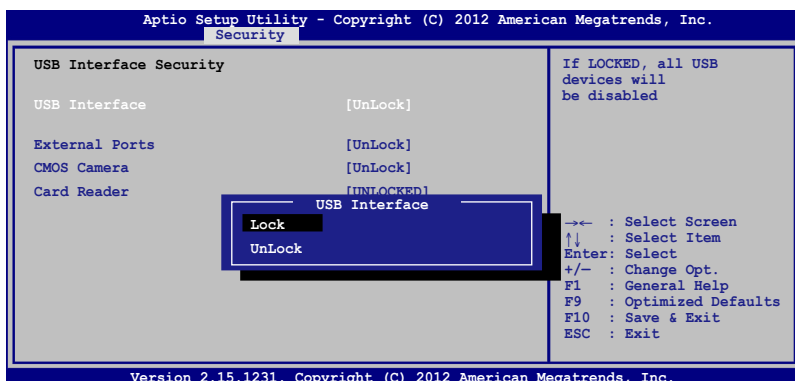 Aptio Setup Utility - Copyright (C) 2012 American Megatrends, Inc.
Security
USB Interface Security
USB Interface [UnLock]
External Ports [UnLock]
CMOS Camera [UnLock]
Card Reader [UNLOCKED]
USB Interface
Lock
UnLock
If LOCKED, all USB
devices will
be disabled
→← : Select Screen
↑↓ : Select Item
Enter: Select
+/— : Change Opt.
F1 : General Help
F9 : Optimized Defaults
F10 : Save & Exit
ESC : Exit
Version 2.15.1231. Copyright (C) 2012 American Megatrends, Inc.